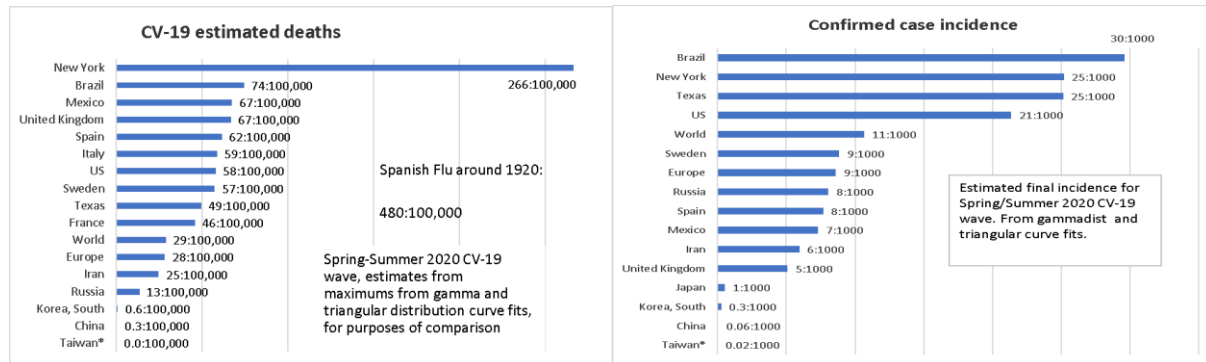 CV-19 estimated deaths
New York
266:100,000
Brazil
74:100,000
Mexico
67:100,000
United Kingdom
67:100,000
Spain
62:100,000
Italy
59:100,000
US
58:100,000
Sweden
57:100,000
Texas
49:100,000
France
46:100,000
World
29:100,000
Europe
28:100,000
Iran
25:100,000
Russia
13:100,000
Korea, South
0.6:100,000
China
0.3:100,000
Taiwan*
0.0:100,000
Spanish Flu around 1920:
480:100,000
Spring-Summer 2020 CV-19
wave, estimates from
maximums from gamma and
triangular distribution curve fits,
for purposes of comparison
Confirmed case incidence
Brazil
30:1000
New York
25:1000
Texas
25:1000
US
21:1000
World
11:1000
Sweden
9:1000
Europe
9:1000
Russia
8:1000
Spain
8:1000
Mexico
7:1000
Iran
6:1000
United Kingdom
5:1000
Japan
1:1000
Korea, South
0.3:1000
China
0.06:1000
Taiwan*
0.02:1000
Estimated final incidence for
Spring/Summer 2020 CV-19
wave. From gammadist and
triangular curve fits.